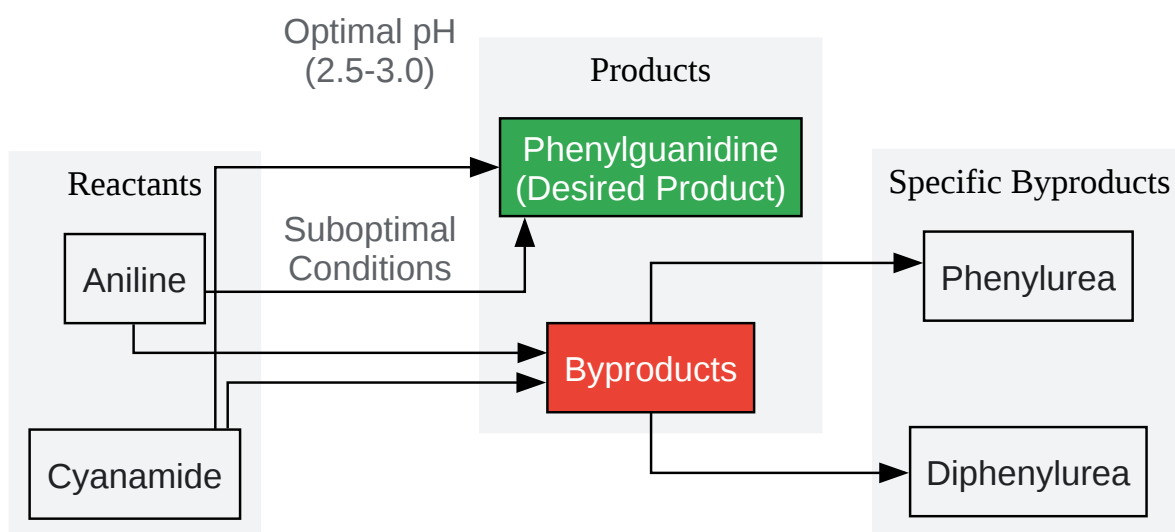 Optimal pH
(2.5-3.0)
Products
Phenylguanidine
(Desired Product)
Reactants
Specific Byproducts
Suboptimal
Conditions
Aniline
Phenylurea
Byproducts
Cyanamide
Diphenylurea